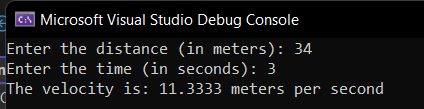 Microsoft Visual Studio Debug Console
Enter the distance (in meters): 34
Enter the time (in seconds): 3
The velocity is: 11.3333 meters per second